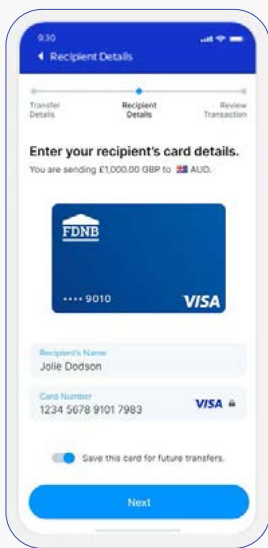 9:30
Recipient Details
Transfer Details
Recipient Details
Review Transaction
Enter your recipient's card details.
You are sending £1,000.00 GBP to AUD.
FDNB
•••• 9010
VISA
Recipient's Name
Jolie Dodson
Card Number
1234 5678 9101 7983
VISA
Save this card for future transfers.
Next